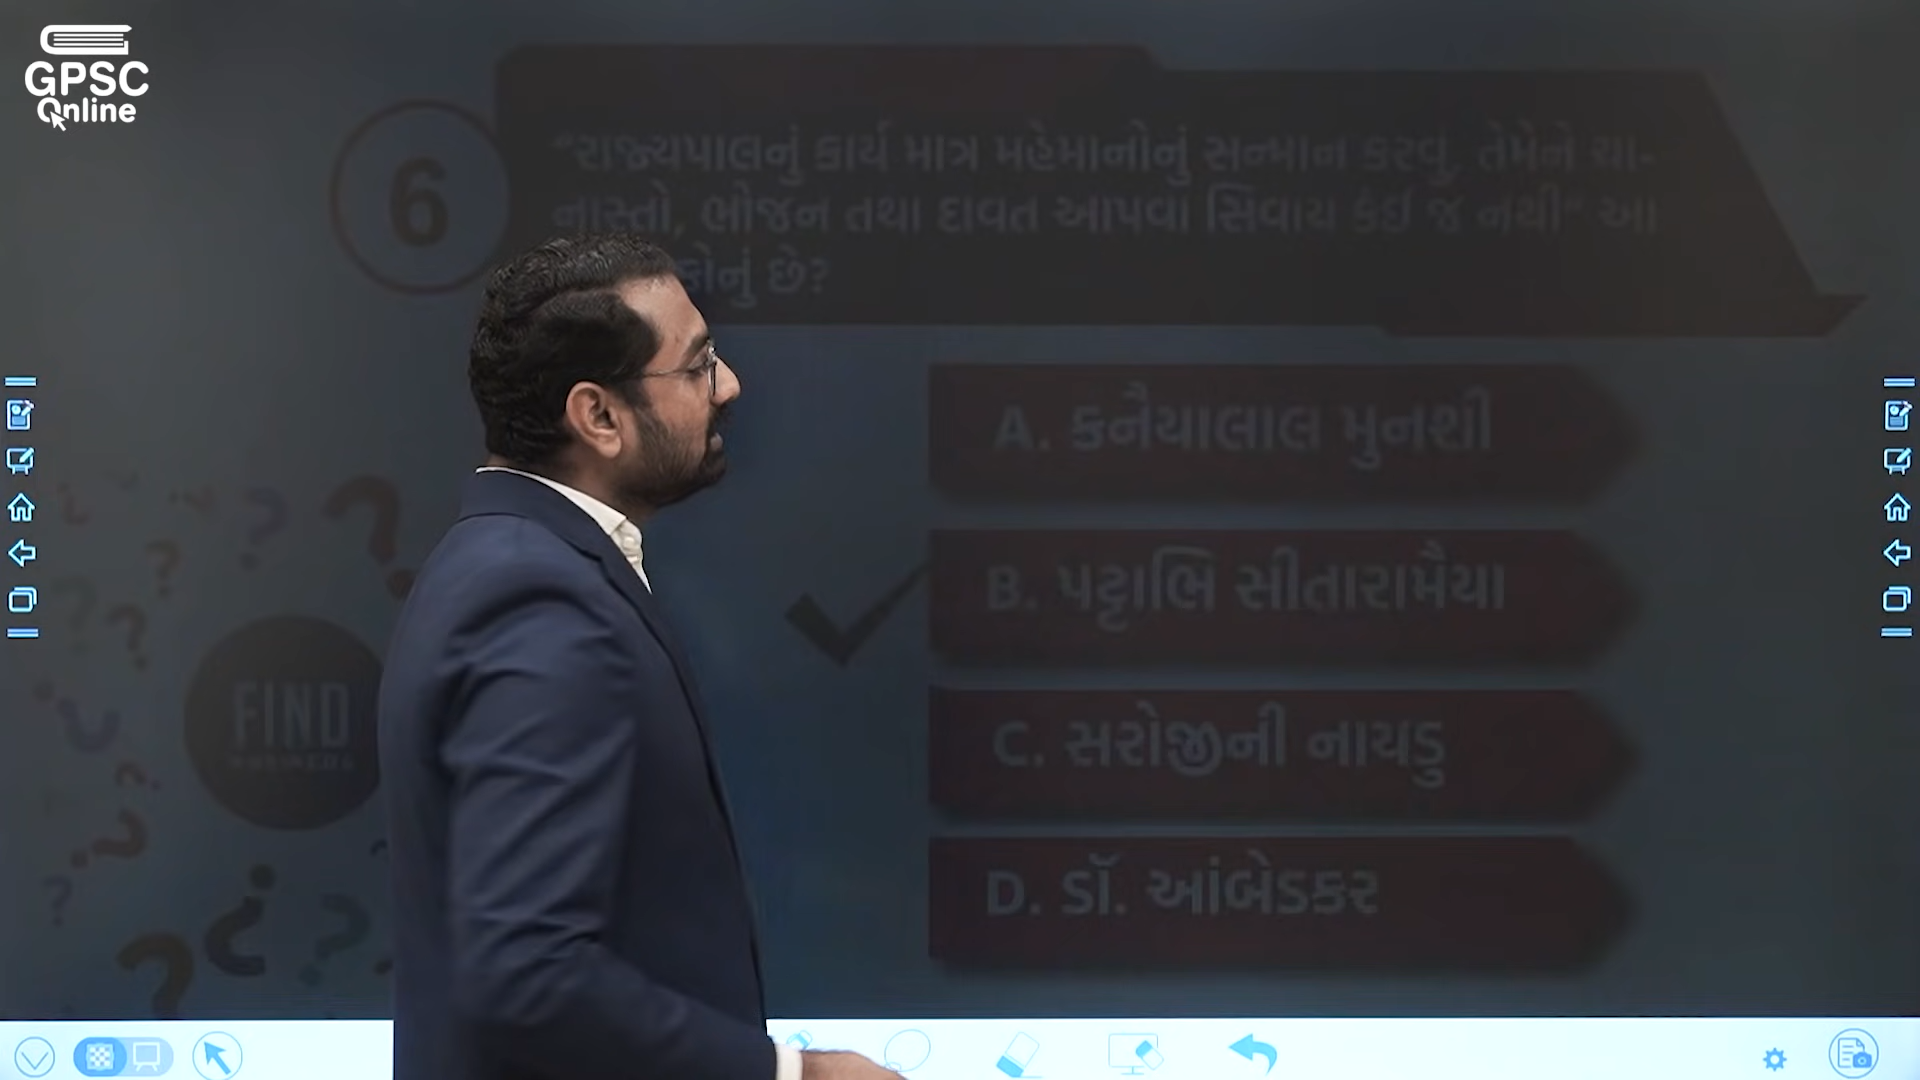 GPSC
Online
6
"રાજ્યપાલનું કાર્ય માત્ર મહેમાનોનું સન્માન કરવું, તેમેને ચા-
નાસ્તો, ભોજન તથા દાવત આપવા સિવાય કંઈ જ નથી" આ
કોનું છે?
A. કનૈયાલાલ મુનશી
B. પટ્ટાભિ સીતારામૈયા
C. સરોજીની નાયડુ
D. ડૉ. આંબેડકર
FIND